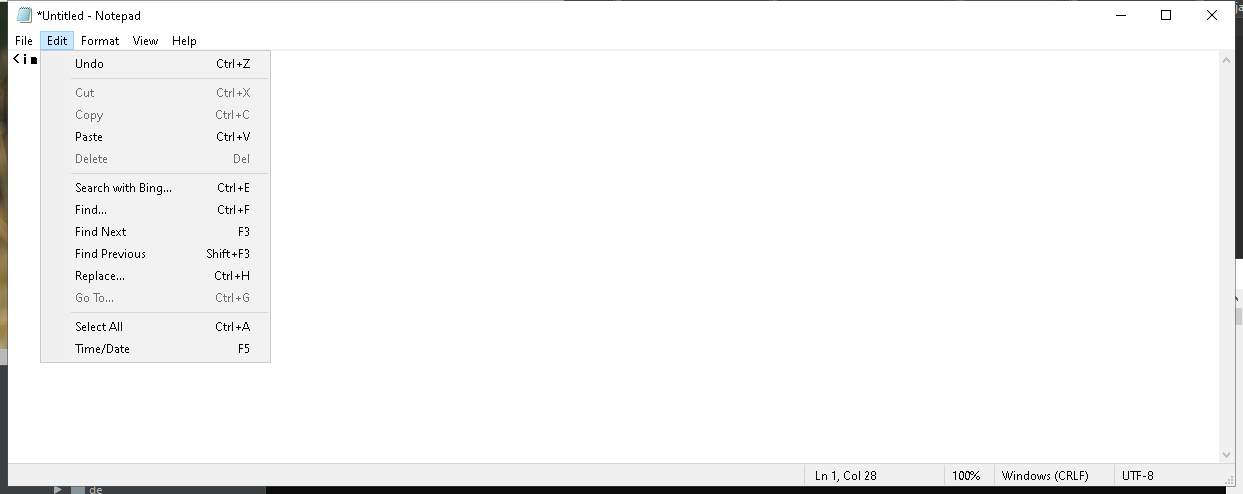 *Untitled - Notepad
File Edit Format View Help
<i
Undo Ctrl+Z
Cut Ctrl+X
Copy Ctrl+C
Paste Ctrl+V
Delete Del
Search with Bing... Ctrl+E
Find... Ctrl+F
Find Next F3
Find Previous Shift+F3
Replace... Ctrl+H
Go To... Ctrl+G
Select All Ctrl+A
Time/Date F5
Ln 1, Col 28 100% Windows (CRLF) UTF-8
de